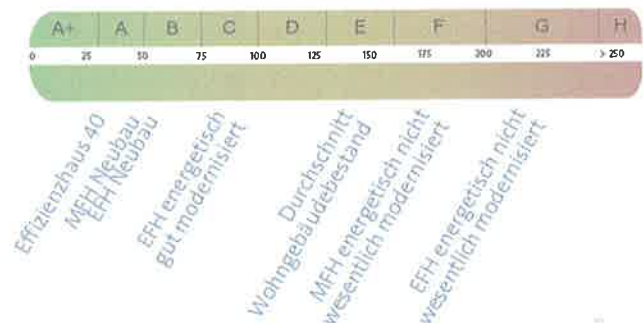 A+ A B C D E F G H
0 25 50 75 100 125 150 175 200 225 > 250
Effizienzhaus 40
MFH Neubau
EFH Neubau
EFH energetisch
gut modernisiert
Durchschnitt
Wohngebäudebestand
MFH energetisch nicht
wesentlich modernisiert
EFH energetisch nicht
wesentlich modernisiert